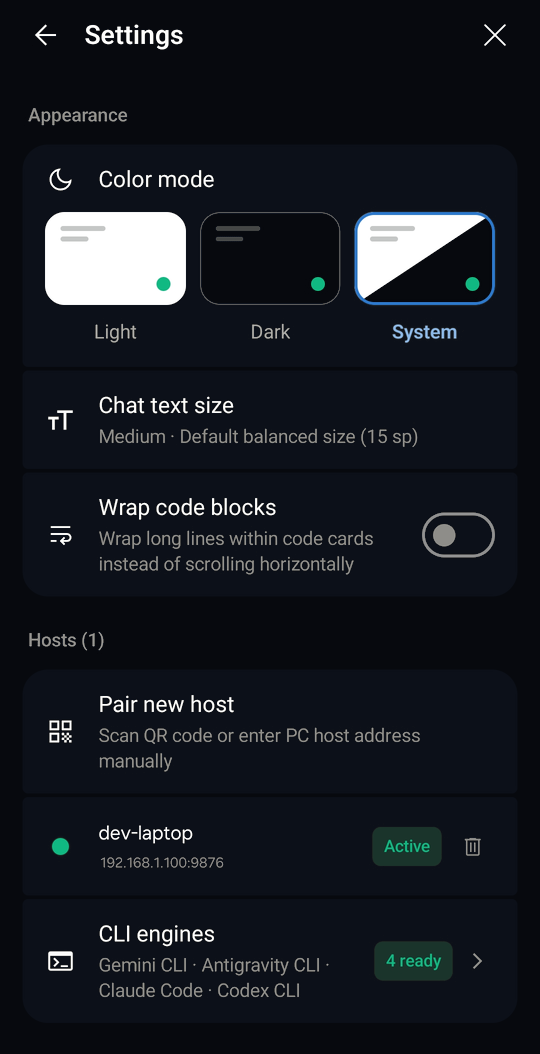 Settings
Appearance
Color mode
Light
Dark
System
Chat text size
Medium · Default balanced size (15 sp)
Wrap code blocks
Wrap long lines within code cards
instead of scrolling horizontally
Hosts (1)
Pair new host
Scan QR code or enter PC host address
manually
dev-laptop
192.168.1.100:9876
Active
CLI engines
Gemini CLI · Antigravity CLI ·
Claude Code · Codex CLI
4 ready